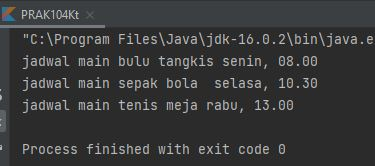 PRAK104Kt ×
"C:\Program Files\Java\jdk-16.0.2\bin\java.e
jadwal main bulu tangkis senin, 08.00
jadwal main sepak bola  selasa, 10.30
jadwal main tenis meja rabu, 13.00
Process finished with exit code 0